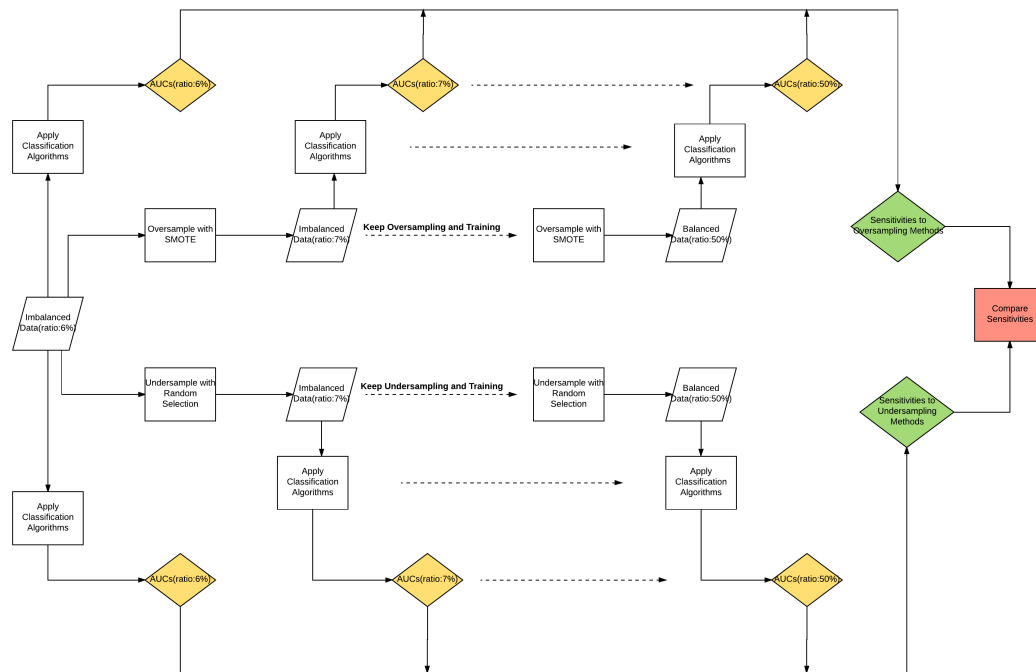 AUCs(ratio:6%)
AUCs(ratio:7%)
AUCs(ratio:50%)
Apply
Classification
Algorithms
Apply
Classification
Algorithms
Apply
Classification
Algorithms
Oversample with
SMOTE
Imbalanced
Data(ratio:7%)
Keep Oversampling and Training
Oversample with
SMOTE
Balanced
Data(ratio:50%)
Sensitivities to
Oversampling Methods
Imbalanced
Data(ratio:6%)
Compare
Sensitivities
Undersample with
Random
Selection
Imbalanced
Data(ratio:7%)
Keep Undersampling and Training
Undersample with
Random
Selection
Balanced
Data(ratio:50%)
Sensitivities to
Undersampling
Methods
Apply
Classification
Algorithms
Apply
Classification
Algorithms
Apply
Classification
Algorithms
AUCs(ratio:6%)
AUCs(ratio:7%)
AUCs(ratio:50%)